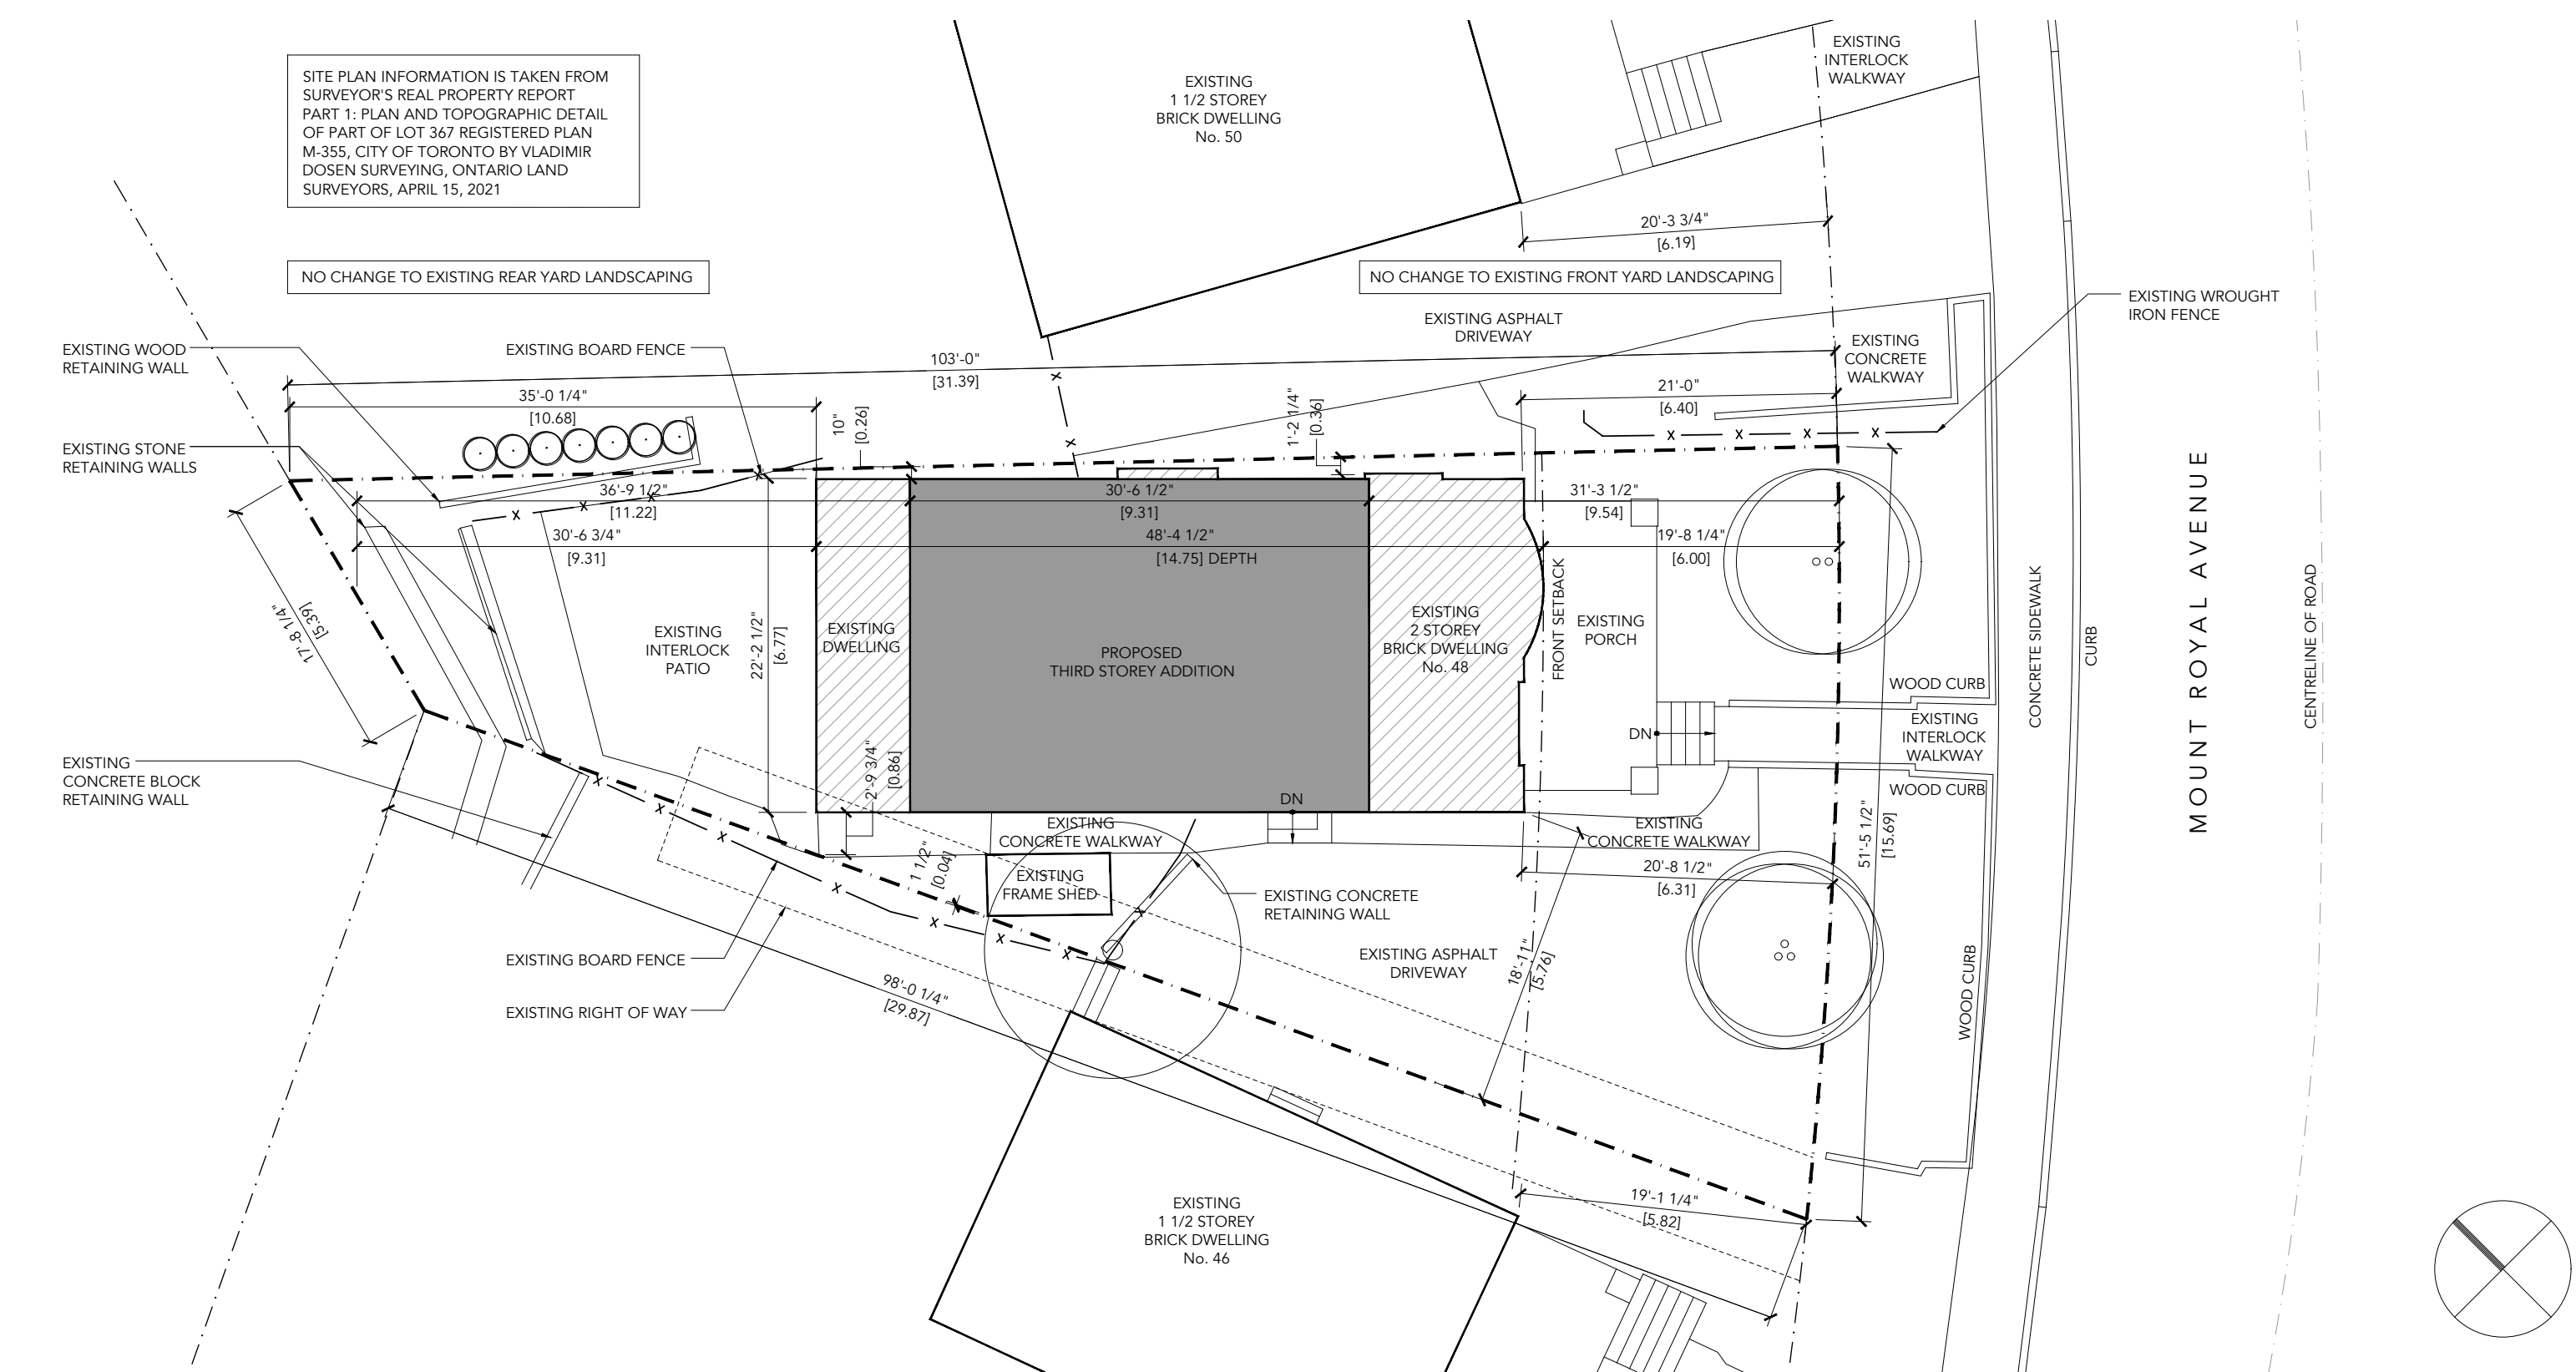 SITE PLAN INFORMATION IS TAKEN FROM
SURVEYOR'S REAL PROPERTY REPORT
PART 1: PLAN AND TOPOGRAPHIC DETAIL
OF PART OF LOT 367 REGISTERED PLAN
M-355, CITY OF TORONTO BY VLADIMIR
DOSEN SURVEYING, ONTARIO LAND
SURVEYORS, APRIL 15, 2021
EXISTING
1 1/2 STOREY
BRICK DWELLING
No. 50
EXISTING
INTERLOCK
WALKWAY
20'-3 3/4"
[6.19]
NO CHANGE TO EXISTING REAR YARD LANDSCAPING
NO CHANGE TO EXISTING FRONT YARD LANDSCAPING
EXISTING WROUGHT
IRON FENCE
EXISTING ASPHALT
DRIVEWAY
EXISTING WOOD
RETAINING WALL
EXISTING BOARD FENCE
103'-0"
[31.39]
EXISTING
CONCRETE
WALKWAY
35'-0 1/4"
[10.68]
10"
[0.26]
1'-2 1/4"
[0.36]
21'-0"
[6.40]
EXISTING STONE
RETAINING WALLS
X
X
X
X
X
X
X
X
X
X
36'-9 1/2"
[11.22]
30'-6 1/2"
[9.31]
31'-3 1/2"
[9.54]
30'-6 3/4"
[9.31]
48'-4 1/2"
[14.75] DEPTH
19'-8 1/4"
[6.00]
17'-8 1/4"
[5.39]
EXISTING
INTERLOCK
PATIO
22'-2 1/2"
[6.77]
EXISTING
DWELLING
PROPOSED
THIRD STOREY ADDITION
EXISTING
2 STOREY
BRICK DWELLING
No. 48
FRONT SETBACK
EXISTING
PORCH
CONCRETE SIDEWALK
CURB
MOUNT ROYAL AVENUE
CENTRELINE OF ROAD
WOOD CURB
EXISTING
INTERLOCK
WALKWAY
DN
WOOD CURB
EXISTING
CONCRETE BLOCK
RETAINING WALL
2'-9 3/4"
[0.86]
DN
EXISTING
CONCRETE WALKWAY
EXISTING
CONCRETE WALKWAY
51'-5 1/2"
[15.69]
1 1/2"
[0.04]
EXISTING
FRAME SHED
20'-8 1/2"
[6.31]
EXISTING CONCRETE
RETAINING WALL
X
X
X
X
X
X
X
X
EXISTING BOARD FENCE
EXISTING ASPHALT
DRIVEWAY
18'-11"
[5.76]
WOOD CURB
98'-0 1/4"
[29.87]
EXISTING RIGHT OF WAY
19'-1 1/4"
[5.82]
EXISTING
1 1/2 STOREY
BRICK DWELLING
No. 46